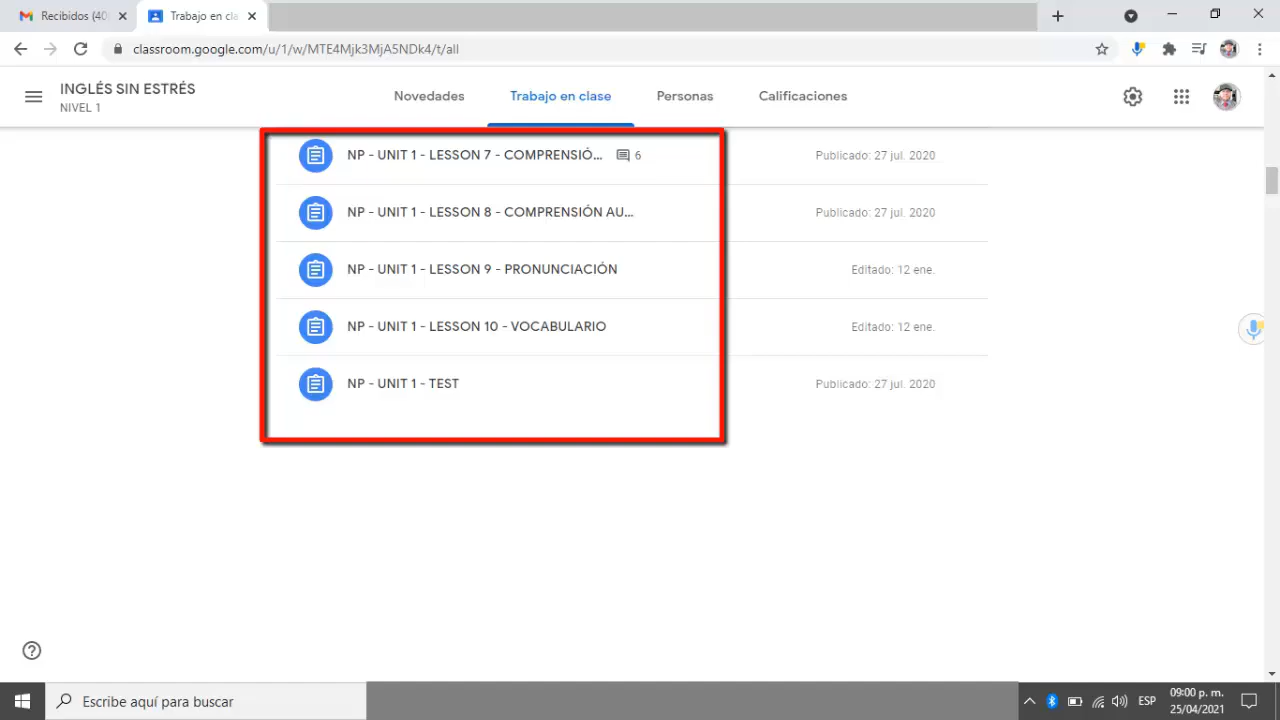 Recibidos (40
Trabajo en cla
classroom.google.com/u/1/w/MTE4Mjk3MjA5NDk4/t/all
INGLÉS SIN ESTRÉS
NIVEL 1
Novedades
Trabajo en clase
Personas
Calificaciones
NP - UNIT 1 - LESSON 7 - COMPRENSIÓ... 6
Publicado: 27 jul. 2020
NP - UNIT 1 - LESSON 8 - COMPRENSIÓN AU...
Publicado: 27 jul. 2020
NP - UNIT 1 - LESSON 9 - PRONUNCIACIÓN
Editado: 12 ene.
NP - UNIT 1 - LESSON 10 - VOCABULARIO
Editado: 12 ene.
NP - UNIT 1 - TEST
Publicado: 27 jul. 2020
Escribe aquí para buscar
ESP
09:00 p. m.
25/04/2021